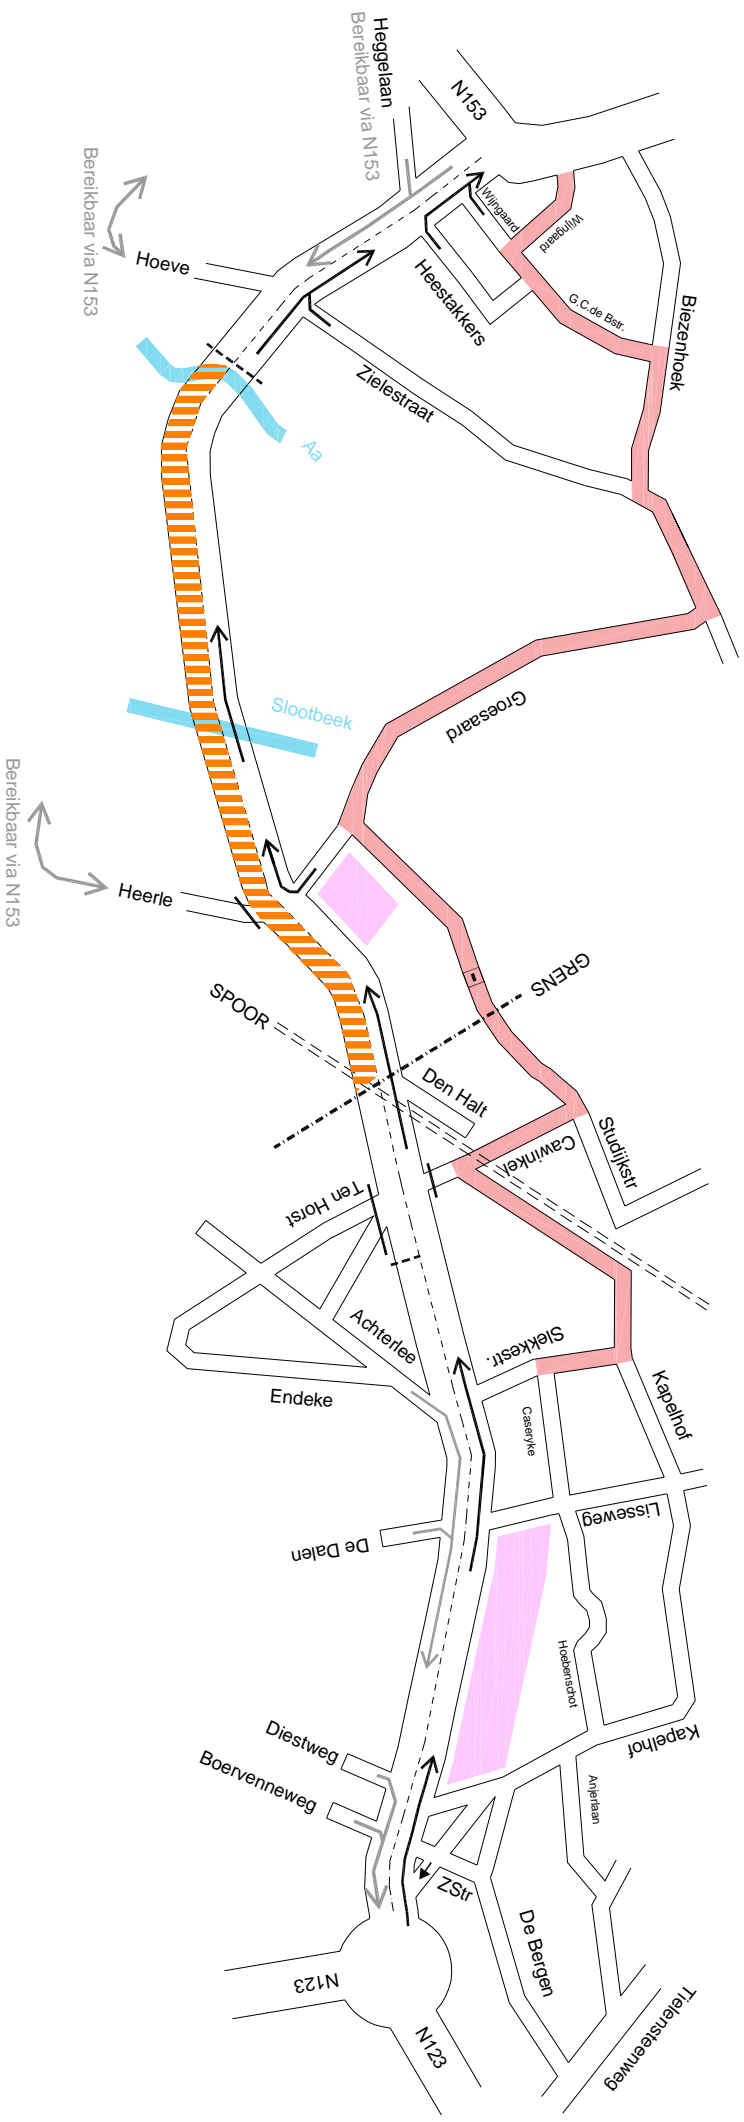 Heggelaan
Bereikbaar via N153
N153
Wijngaard
Wijngaard
Bereikbaar via N153
Hoeve
Heestakkers
G.C.de Bstr.
Biezenhoek
Zielestraat
Aa
Slootbeek
Groesaard
Bereikbaar via N153
Heerle
GRENS
SPOOR
Den Halt
Studijkstr
Cawinkel
Ten Horst
Achterlee
Slekkestr.
Endeke
Kapelhof
Caseryke
Lisseweg
De Dalen
Hoebenschot
Diestweg
Kapelhof
Boervenneweg
Anjerlaan
ZStr
De Bergen
N123
N123
Tielensteenweg